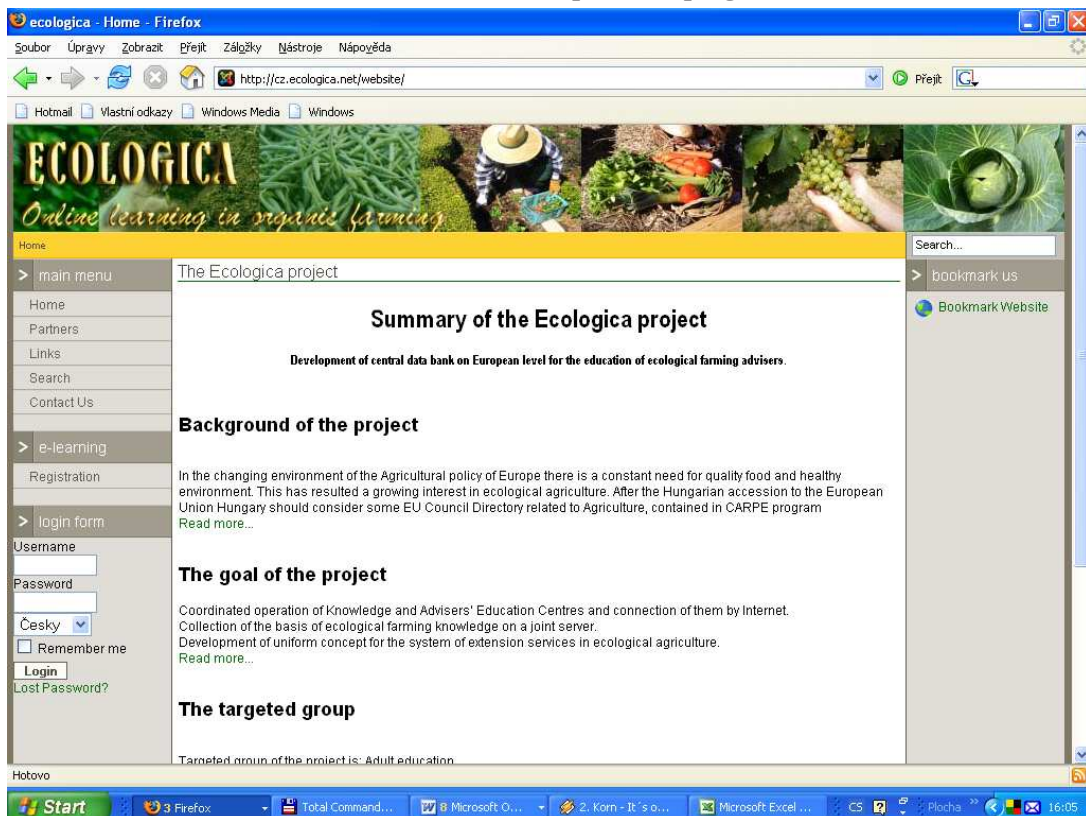 ecologica - Home - Firefox
Soubor Úpravy Zobrazit Přejít Záložky Nástroje Nápověda
http://cz.ecologica.net/website/
Přejít
Hotmail Vlastní odkazy Windows Media Windows
ECOLOGICA
Online learning in organic farming
Home
Search...
main menu
Home
Partners
Links
Search
Contact Us
e-learning
Registration
login form
Username
Password
Česky
Remember me
Login
Lost Password?
The Ecologica project
Summary of the Ecologica project
Development of central data bank on European level for the education of ecological farming advisers.
Background of the project
In the changing environment of the Agricultural policy of Europe there is a constant need for quality food and healthy
environment. This has resulted a growing interest in ecological agriculture. After the Hungarian accession to the European
Union Hungary should consider some EU Council Directory related to Agriculture, contained in CARPE program
Read more...
The goal of the project
Coordinated operation of Knowledge and Advisers' Education Centres and connection of them by Internet.
Collection of the basis of ecological farming knowledge on a joint server.
Development of uniform concept for the system of extension services in ecological agriculture.
Read more...
The targeted group
Targeted group of the project is: Adult education
bookmark us
Bookmark Website
Hotovo
Start
3 Firefox
Total Command...
8 Microsoft O...
2. Korn - It´s o...
Microsoft Excel ...
CS
Plocha
16:05